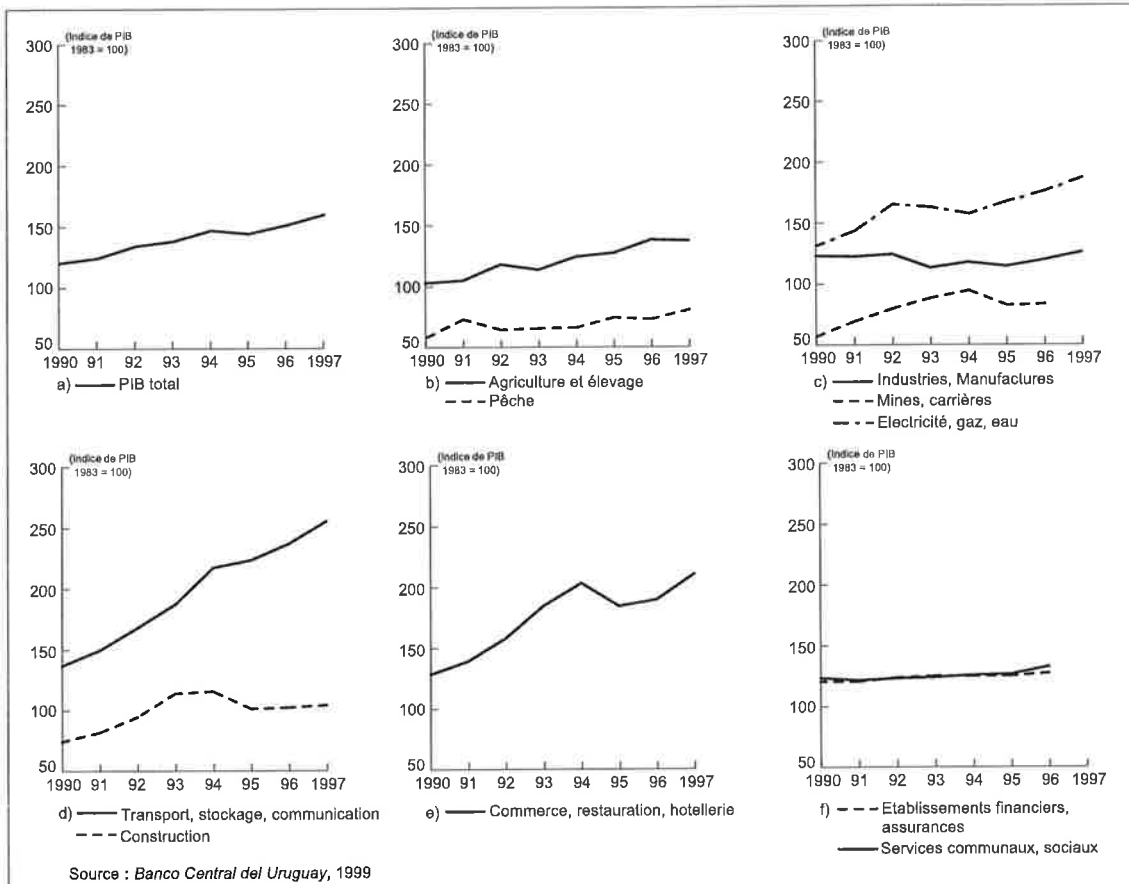 (Indice de PIB
1983 = 100)
300
250
200
150
100
50
1990 91 92 93 94 95 96 1997
a) PIB total
(Indice de PIB
1983 = 100)
300
250
200
150
100
50
1990 91 92 93 94 95 96 1997
b) Agriculture et élevage
Pêche
(Indice de PIB
1983 = 100)
300
250
200
150
100
50
1990 91 92 93 94 95 96 1997
c) Industries, Manufactures
Mines, carrières
Electricité, gaz, eau
(Indice de PIB
1983 = 100)
300
250
200
150
100
50
1990 91 92 93 94 95 96 1997
d) Transport, stockage, communication
Construction
(Indice de PIB
1983 = 100)
300
250
200
150
100
50
1990 91 92 93 94 95 96 1997
e) Commerce, restauration, hotellerie
(Indice de PIB
1983 = 100)
300
250
200
150
100
50
1990 91 92 93 94 95 96 1997
f) Etablissements financiers,
assurances
Services communaux, sociaux
Source : Banco Central del Uruguay, 1999